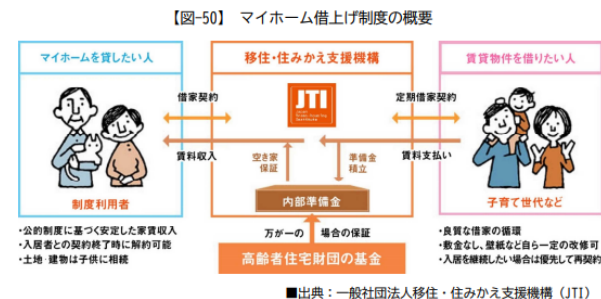 【図-50】 マイホーム借上げ制度の概要
マイホームを貸したい人
移住・住みかえ支援機構
賃貸物件を借りたい人
JTI
借家契約
定期借家契約
賃料収入
空き家
保証
準備金
積立
賃料支払い
制度利用者
内部準備金
子育て世代など
・公的制度に基づく安定した家賃収入
・入居者との契約終了時に解約可能
・土地・建物は子供に相続
万が一の 場合の保証
高齢者住宅財団の基金
・良質な借家の循環
・敷金なし、壁紙など自ら一定の改修可
・入居を継続したい場合は優先して再契約
■出典：一般社団法人移住・住みかえ支援機構（JTI）